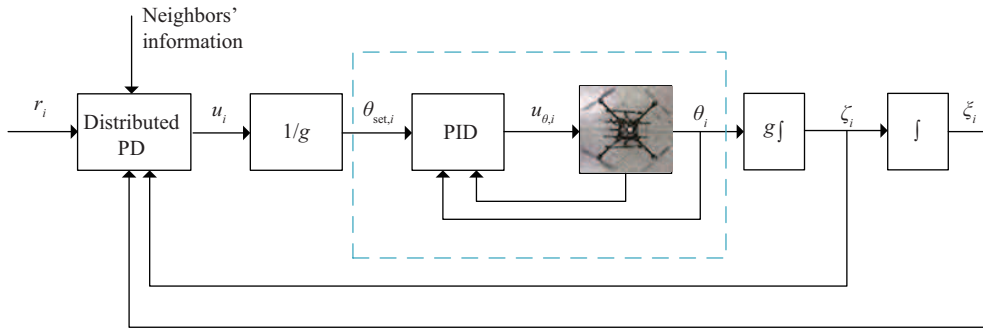 Neighbors'
information
r_i
Distributed
PD
u_i
1/g
θ_set,i
PID
u_θ,i
θ_i
g∫
ζ_i
∫
ξ_i